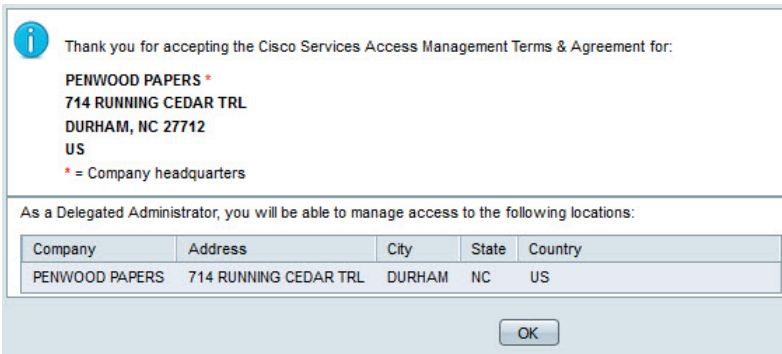 Thank you for accepting the Cisco Services Access Management Terms & Agreement for:
PENWOOD PAPERS *
714 RUNNING CEDAR TRL
DURHAM, NC 27712
US
* = Company headquarters
As a Delegated Administrator, you will be able to manage access to the following locations:
Company Address City State Country
PENWOOD PAPERS 714 RUNNING CEDAR TRL DURHAM NC US
OK